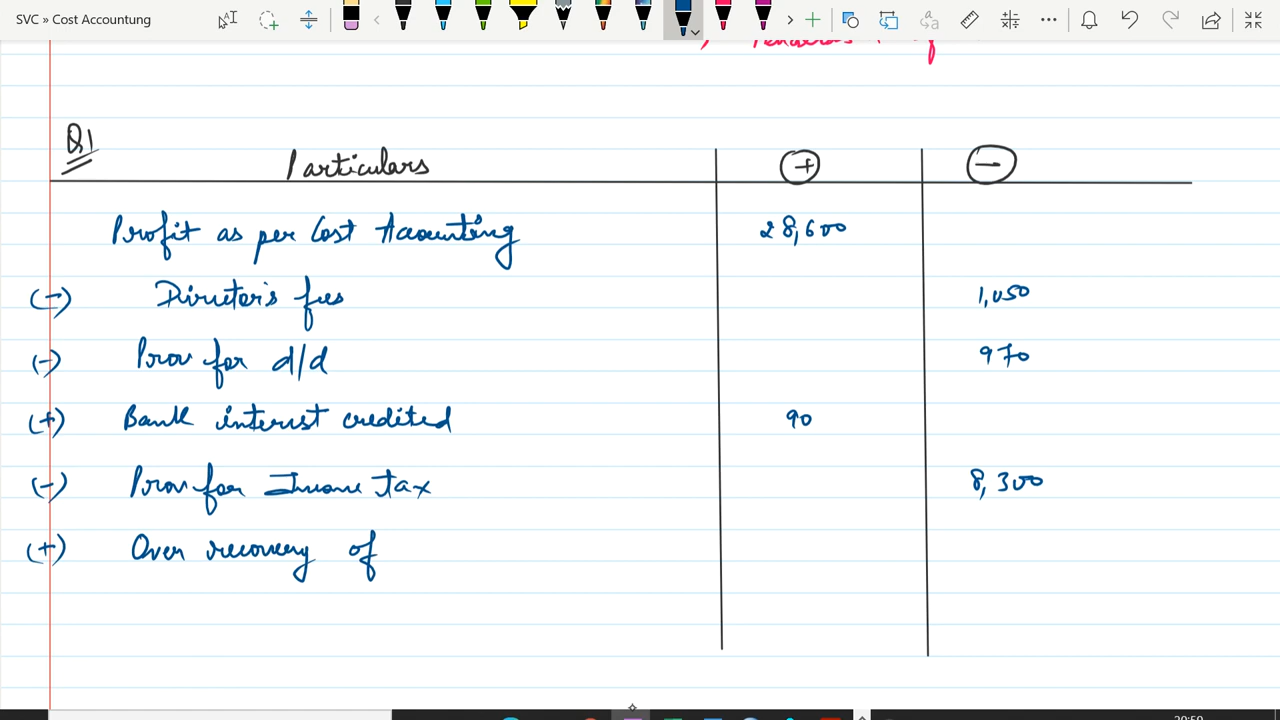 SVC » Cost Accountung
Q1
Particulars + −
Profit as per Cost Acounting 28,600
(-) Director's fees 1,050
(-) Prov for d/d 970
(+) Bank interest credited 90
(-) Prov for Income tax 8,300
(+) Over recovery of